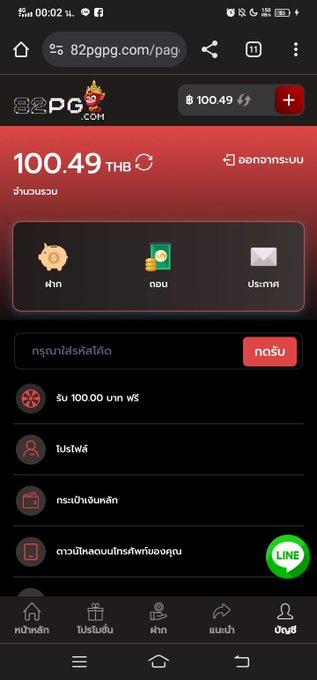 4G 00:02 น.
82pgpg.com/page
11
82PG.COM
฿ 100.49
+
100.49 THB
ออกจากระบบ
จำนวนรวม
ฝาก
ถอน
ประกาศ
กรุณาใส่รหัสโค้ด
กดรับ
รับ 100.00 บาท ฟรี
โปรไฟล์
กระเป๋าเงินหลัก
ดาวน์โหลดบนโทรศัพท์ของคุณ
LINE
หน้าหลัก
โปรโมชั่น
ฝาก
แนะนำ
บัญชี